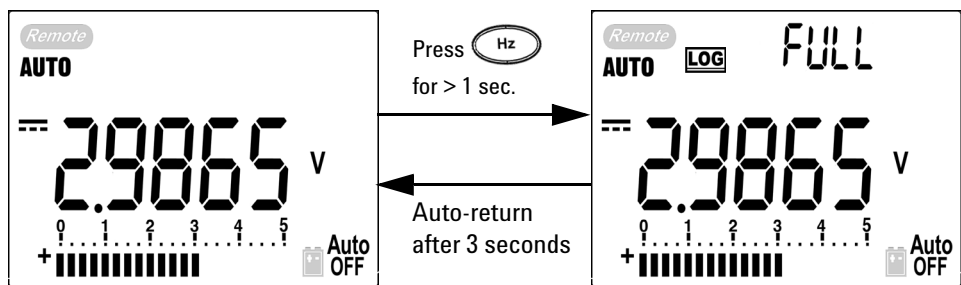 Remote
AUTO
2.9865 V
0 1 2 3 4 5
+
Auto
OFF
Press Hz
for > 1 sec.
Auto-return
after 3 seconds
Remote
AUTO LOG FULL
2.9865 V
0 1 2 3 4 5
+
Auto
OFF